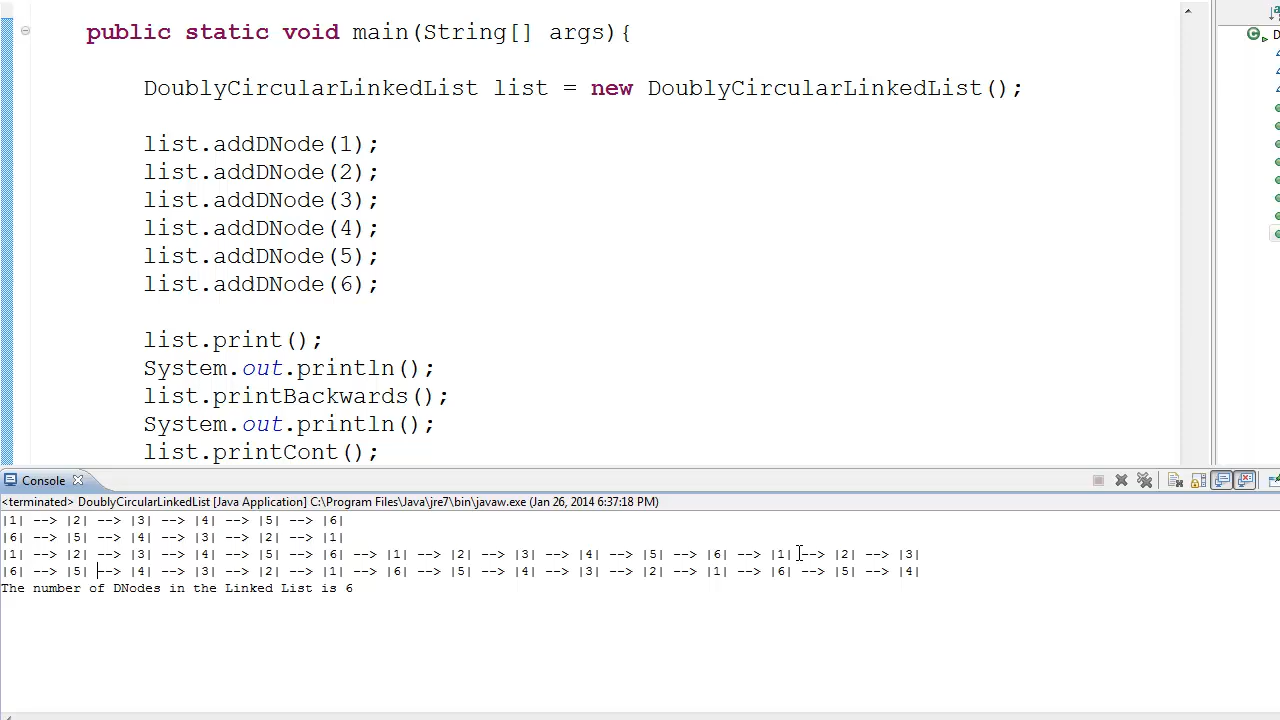 public static void main(String[] args){
DoublyCircularLinkedList list = new DoublyCircularLinkedList();
list.addDNode(1);
list.addDNode(2);
list.addDNode(3);
list.addDNode(4);
list.addDNode(5);
list.addDNode(6);
list.print();
System.out.println();
list.printBackwards();
System.out.println();
list.printCont();
Console
<terminated> DoublyCircularLinkedList [Java Application] C:\Program Files\Java\jre7\bin\javaw.exe (Jan 26, 2014 6:37:18 PM)
|1| --> |2| --> |3| --> |4| --> |5| --> |6|
|6| --> |5| --> |4| --> |3| --> |2| --> |1|
|1| --> |2| --> |3| --> |4| --> |5| --> |6| --> |1| --> |2| --> |3| --> |4| --> |5| --> |6| --> |1| --> |2| --> |3|
|6| --> |5| --> |4| --> |3| --> |2| --> |1| --> |6| --> |5| --> |4| --> |3| --> |2| --> |1| --> |6| --> |5| --> |4|
The number of DNodes in the Linked List is 6